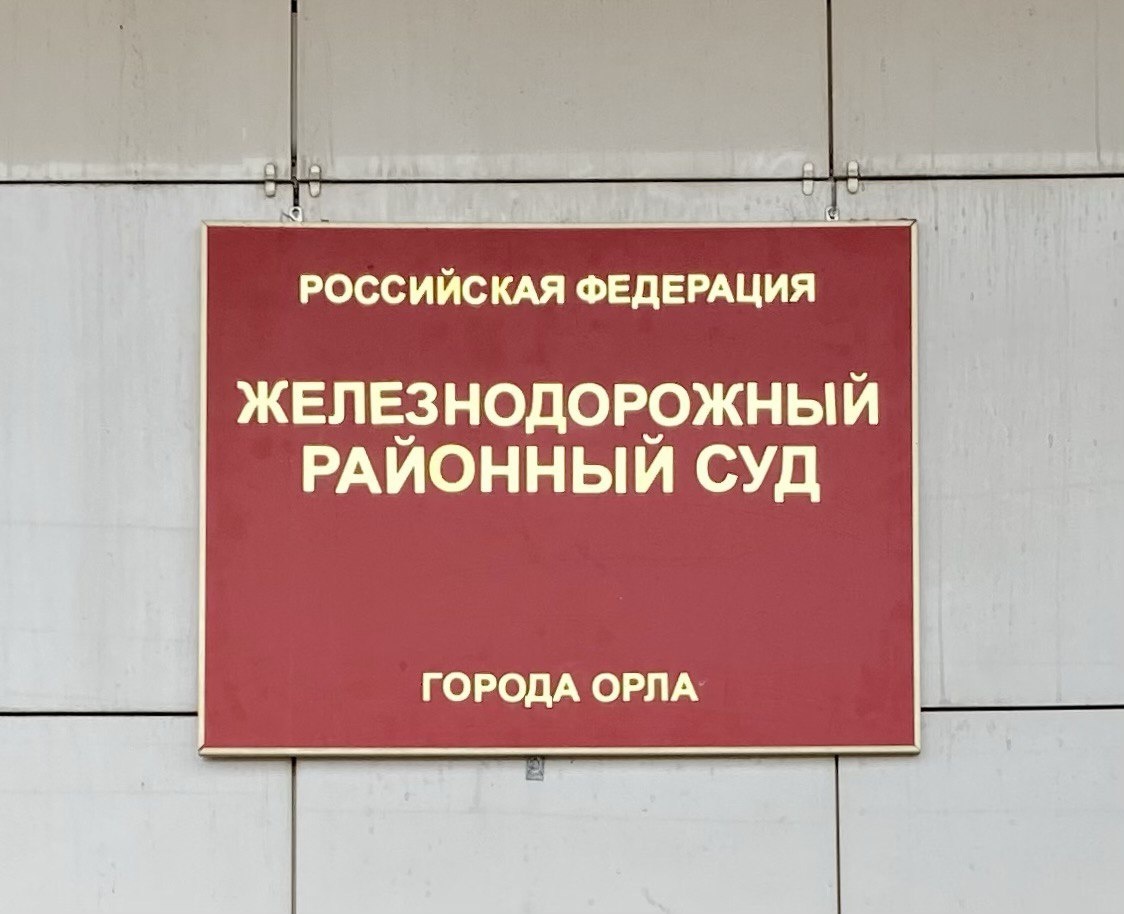 РОССИЙСКАЯ ФЕДЕРАЦИЯ
ЖЕЛЕЗНОДОРОЖНЫЙ
РАЙОННЫЙ СУД
ГОРОДА ОРЛА